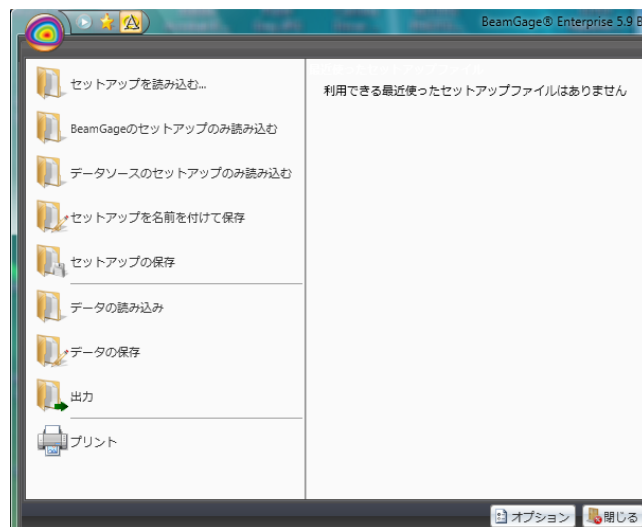 BeamGage® Enterprise 5.9 B
セットアップを読み込む...
BeamGageのセットアップのみ読み込む
データソースのセットアップのみ読み込む
セットアップを名前を付けて保存
セットアップの保存
データの読み込み
データの保存
出力
プリント
利用できる最近使ったセットアップファイルはありません
オプション
閉じる